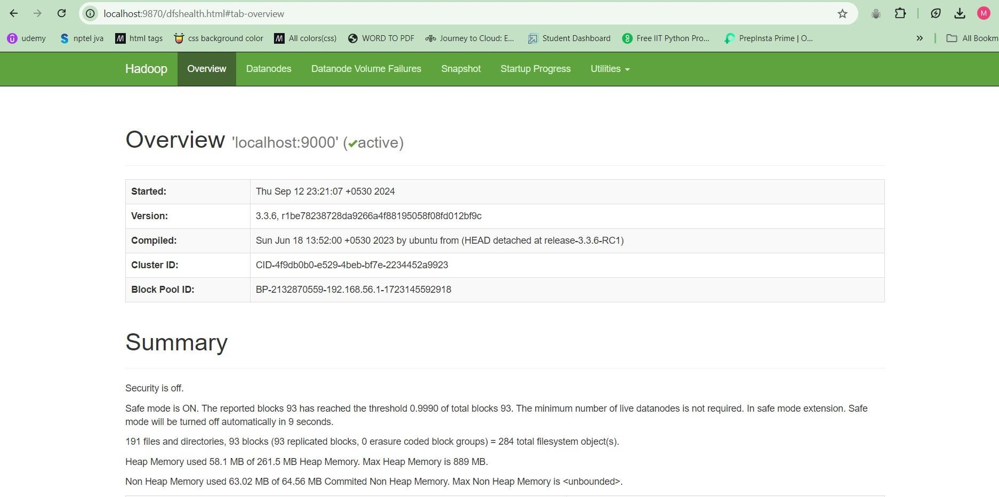 localhost:9870/dfshealth.html#tab-overview
M
udemy
nptel jva
html tags
css background color
All colors(css)
WORD TO PDF
Journey to Cloud: E...
Student Dashboard
Free IIT Python Pro...
PrepInsta Prime | O...
»
All Bookm
Hadoop
Overview
Datanodes
Datanode Volume Failures
Snapshot
Startup Progress
Utilities
Overview 'localhost:9000' (✔active)
Started: Thu Sep 12 23:21:07 +0530 2024
Version: 3.3.6, r1be78238728da9266a4f88195058f08fd012bf9c
Compiled: Sun Jun 18 13:52:00 +0530 2023 by ubuntu from (HEAD detached at release-3.3.6-RC1)
Cluster ID: CID-4f9db0b0-e529-4beb-bf7e-2234452a9923
Block Pool ID: BP-2132870559-192.168.56.1-1723145592918
Summary
Security is off.
Safe mode is ON. The reported blocks 93 has reached the threshold 0.9990 of total blocks 93. The minimum number of live datanodes is not required. In safe mode extension. Safe
mode will be turned off automatically in 9 seconds.
191 files and directories, 93 blocks (93 replicated blocks, 0 erasure coded block groups) = 284 total filesystem object(s).
Heap Memory used 58.1 MB of 261.5 MB Heap Memory. Max Heap Memory is 889 MB.
Non Heap Memory used 63.02 MB of 64.56 MB Commited Non Heap Memory. Max Non Heap Memory is <unbounded>.